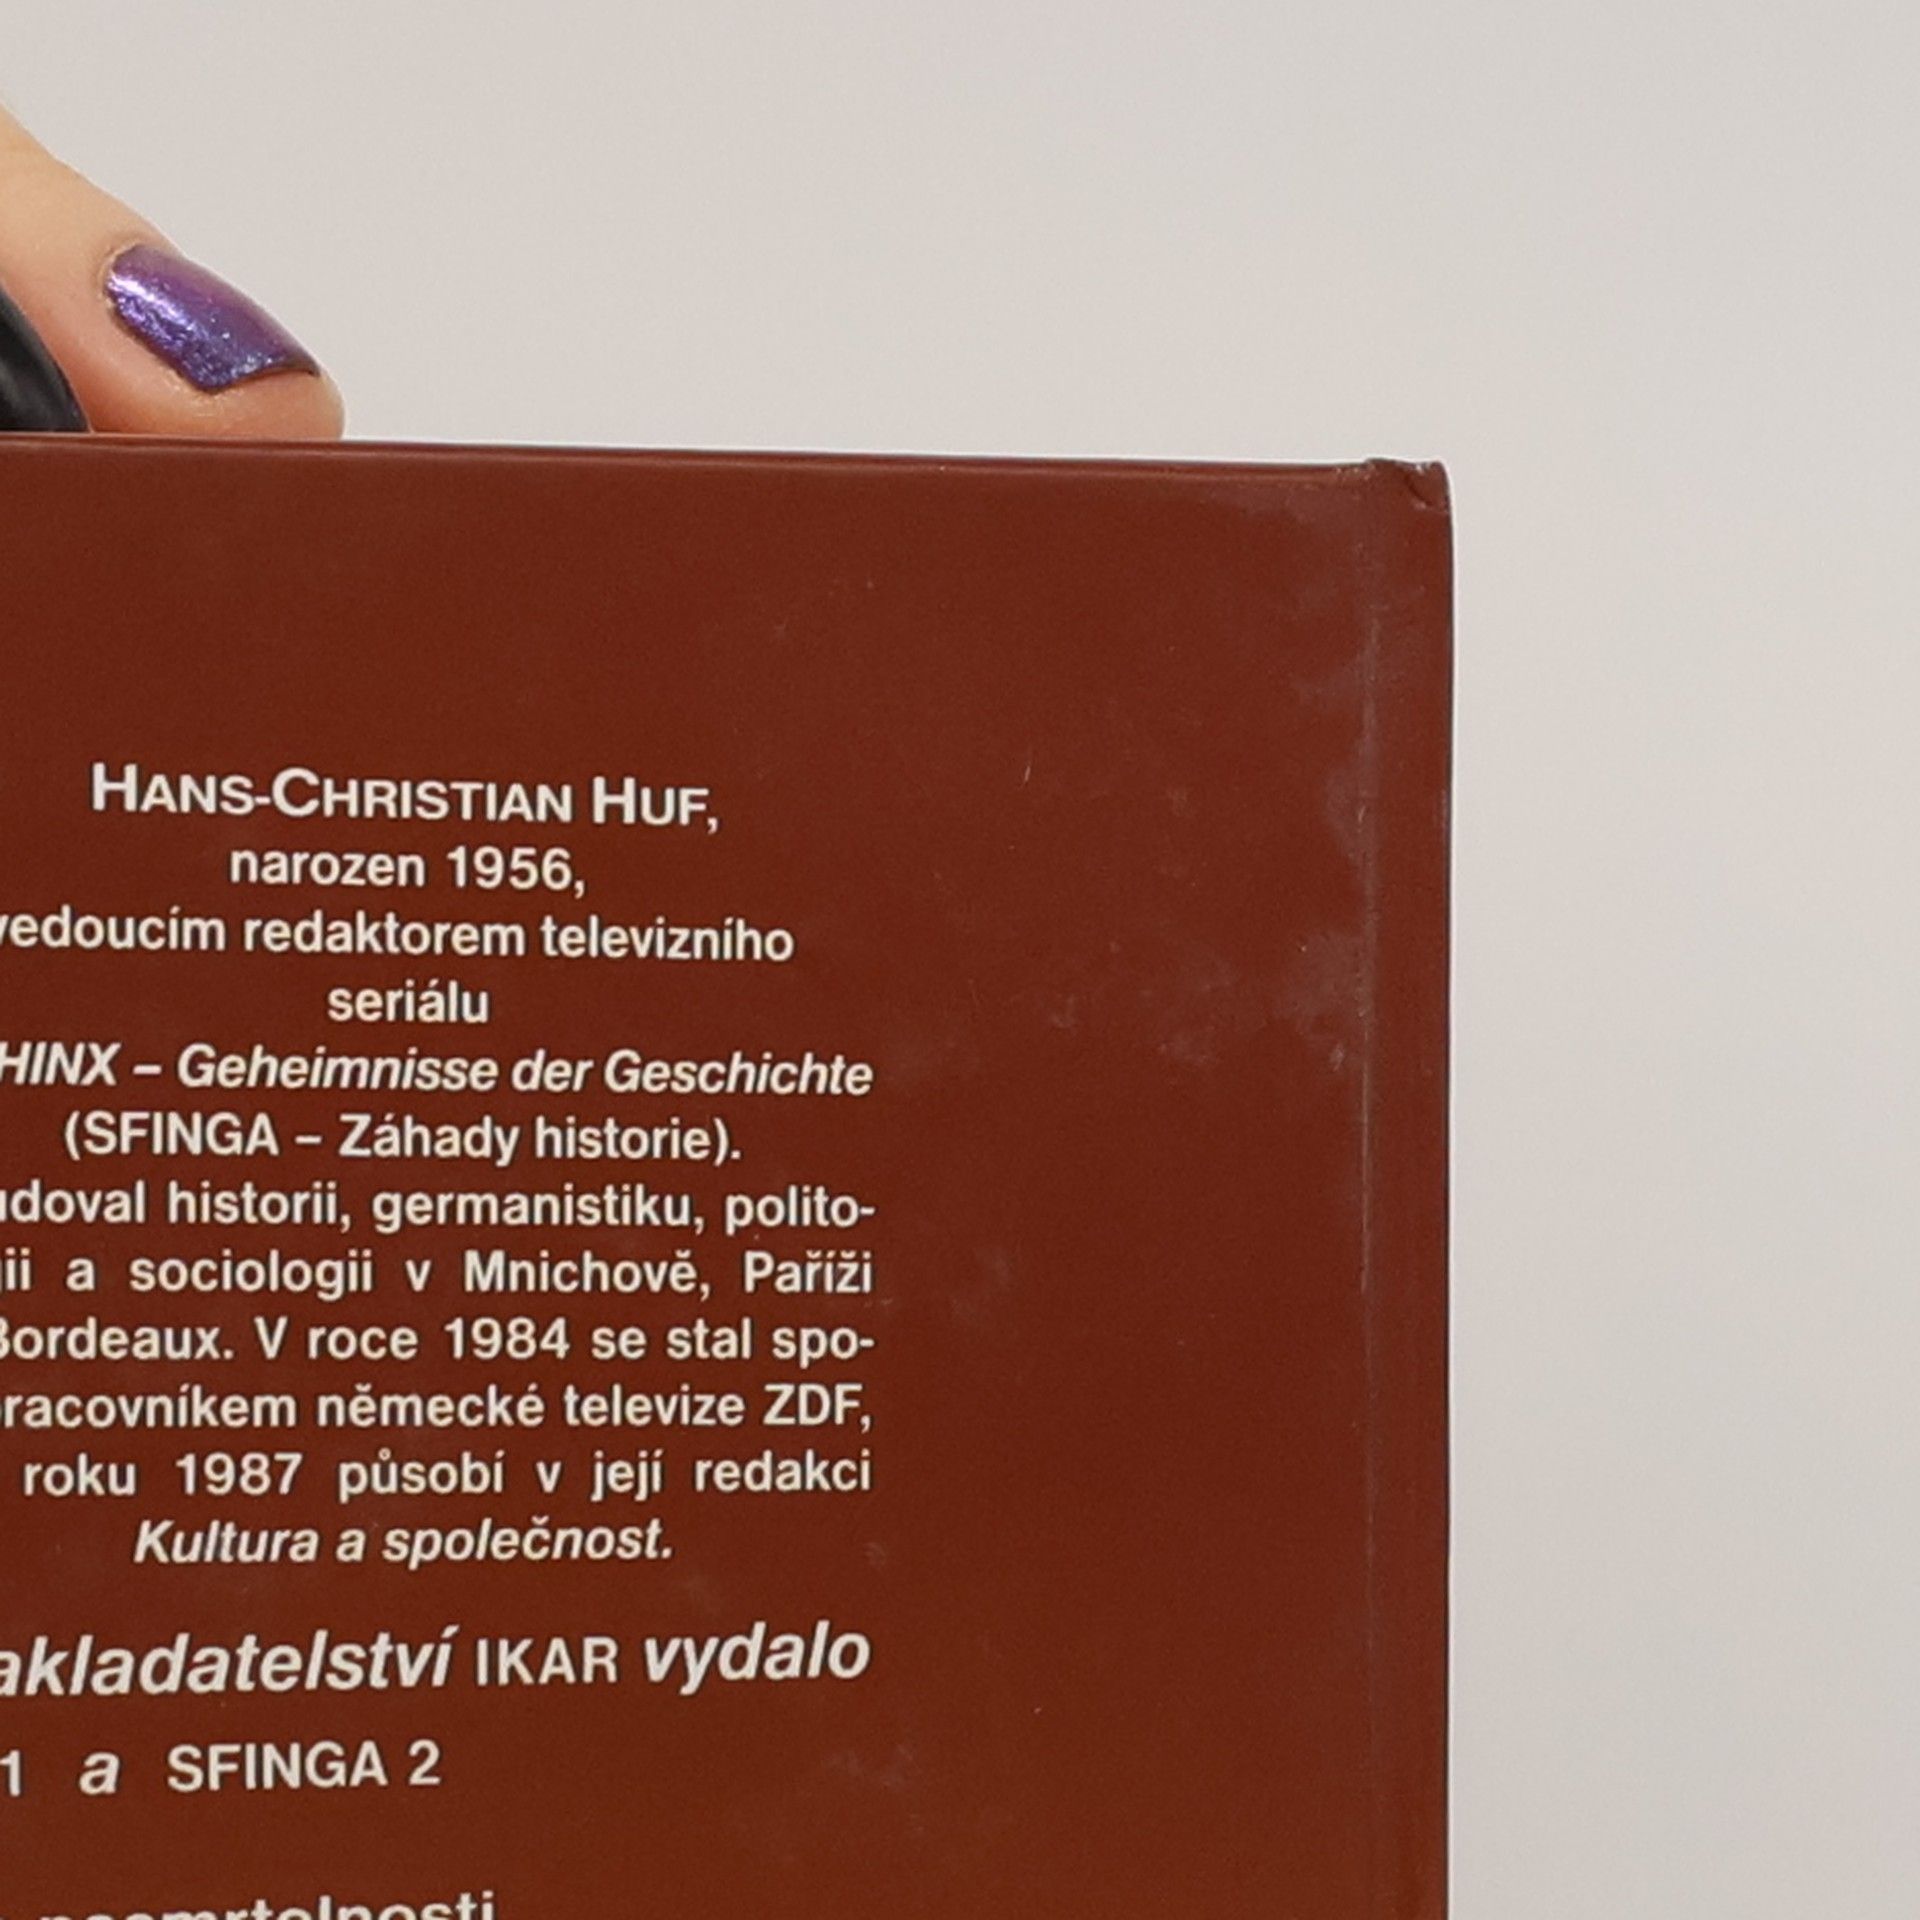 HANS-CHRISTIAN HUF,
narozen 1956,
vedoucím redaktorem televizního
seriálu
HINX – Geheimnisse der Geschichte
(SFINGA – Záhady historie).
udoval historii, germanistiku, polito-
gii a sociologii v Mnichově, Paříži
Bordeaux. V roce 1984 se stal spo-
pracovníkem německé televize ZDF,
roku 1987 působí v její redakci
Kultura a společnost.
akladatelství IKAR vydalo
1 a SFINGA 2